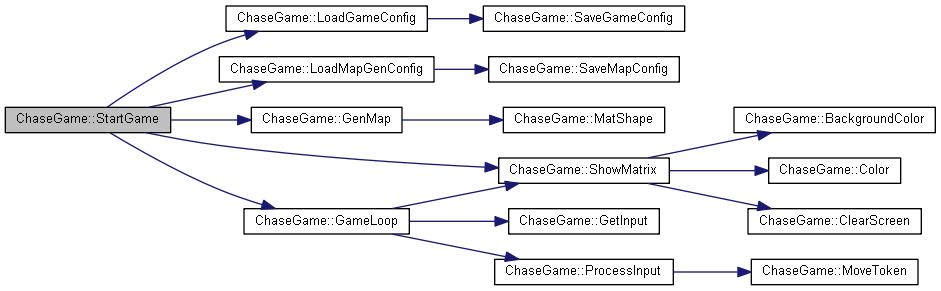 ChaseGame::LoadGameConfig
ChaseGame::SaveGameConfig
ChaseGame::LoadMapGenConfig
ChaseGame::SaveMapConfig
ChaseGame::StartGame
ChaseGame::GenMap
ChaseGame::MatShape
ChaseGame::BackgroundColor
ChaseGame::ShowMatrix
ChaseGame::Color
ChaseGame::GameLoop
ChaseGame::GetInput
ChaseGame::ClearScreen
ChaseGame::ProcessInput
ChaseGame::MoveToken